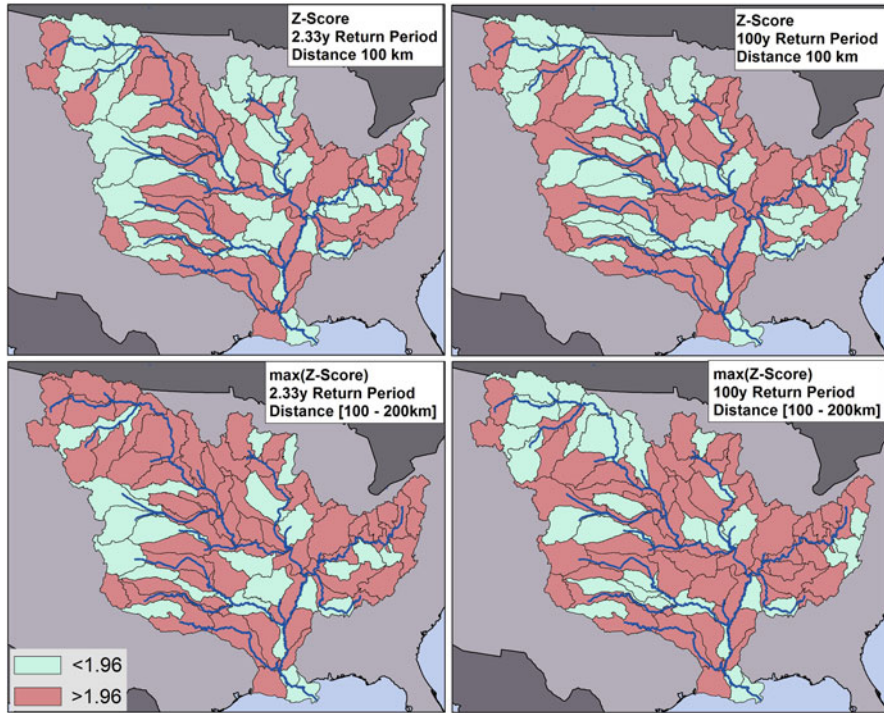 Z-Score
2.33y Return Period
Distance 100 km
Z-Score
100y Return Period
Distance 100 km
max(Z-Score)
2.33y Return Period
Distance [100 - 200km]
max(Z-Score)
100y Return Period
Distance [100 - 200km]
<1.96
>1.96